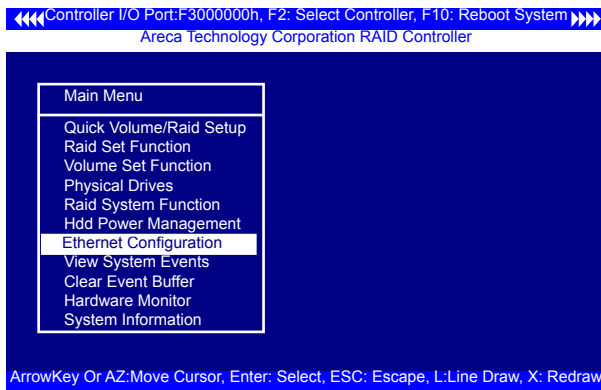 Controller I/O Port:F3000000h, F2: Select Controller, F10: Reboot System
Areca Technology Corporation RAID Controller
Main Menu
Quick Volume/Raid Setup
Raid Set Function
Volume Set Function
Physical Drives
Raid System Function
Hdd Power Management
Ethernet Configuration
View System Events
Clear Event Buffer
Hardware Monitor
System Information
ArrowKey Or AZ:Move Cursor, Enter: Select, ESC: Escape, L:Line Draw, X: Redraw